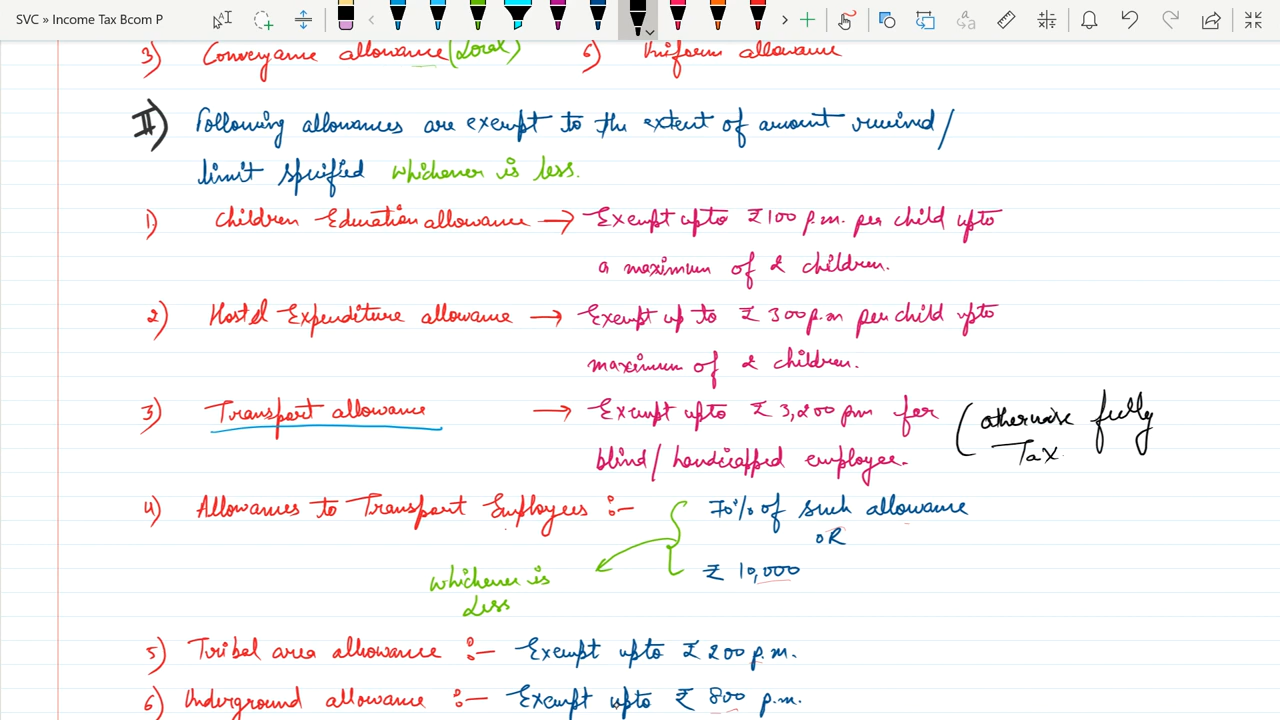 SVC » Income Tax Bcom P
3) Conveyance allowance (Local) 6) Uniform allowance
II) Following allowances are exempt to the extent of amount received/
limit specified whichever is less.
1) Children Education allowance → Exempt upto ₹100 p.m. per child upto
a maximum of 2 children.
2) Hostel Expenditure allowance → Exempt up to ₹ 300 p.m per child upto
maximum of 2 children.
3) Transport allowance → Exempt upto ₹ 3,200 pm for (otherwise fully
blind/handicapped employee. Tax.
4) Allowances to Transport Employees :- 70% of such allowance
OR
₹ 10,000
whichever is
Less
5) Tribal area allowance :- Exempt upto ₹ 200 p.m.
6) Underground allowance :- Exempt upto ₹ 800 p.m.